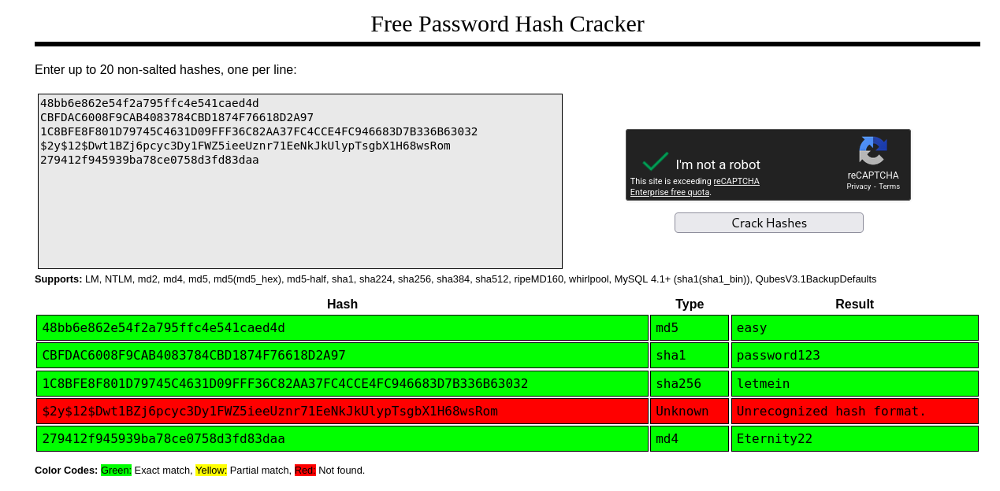 Free Password Hash Cracker
Enter up to 20 non-salted hashes, one per line:
48bb6e862e54f2a795ffc4e541caed4d
CBFDAC6008F9CAB4083784CBD1874F76618D2A97
1C8BFE8F801D79745C4631D09FFF36C82AA37FC4CCE4FC946683D7B336B63032
$2y$12$Dwt1BZj6pcyc3Dy1FWZ5ieeUznr71EeNkJkUlypTsgbX1H68wsRom
279412f945939ba78ce0758d3fd83daa
I'm not a robot
This site is exceeding reCAPTCHA
Enterprise free quota.
reCAPTCHA
Privacy - Terms
Crack Hashes
Supports: LM, NTLM, md2, md4, md5, md5(md5_hex), md5-half, sha1, sha224, sha256, sha384, sha512, ripeMD160, whirlpool, MySQL 4.1+ (sha1(sha1_bin)), QubesV3.1BackupDefaults
Hash Type Result
48bb6e862e54f2a795ffc4e541caed4d md5 easy
CBFDAC6008F9CAB4083784CBD1874F76618D2A97 sha1 password123
1C8BFE8F801D79745C4631D09FFF36C82AA37FC4CCE4FC946683D7B336B63032 sha256 letmein
$2y$12$Dwt1BZj6pcyc3Dy1FWZ5ieeUznr71EeNkJkUlypTsgbX1H68wsRom Unknown Unrecognized hash format.
279412f945939ba78ce0758d3fd83daa md4 Eternity22
Color Codes: Green: Exact match, Yellow: Partial match, Red: Not found.